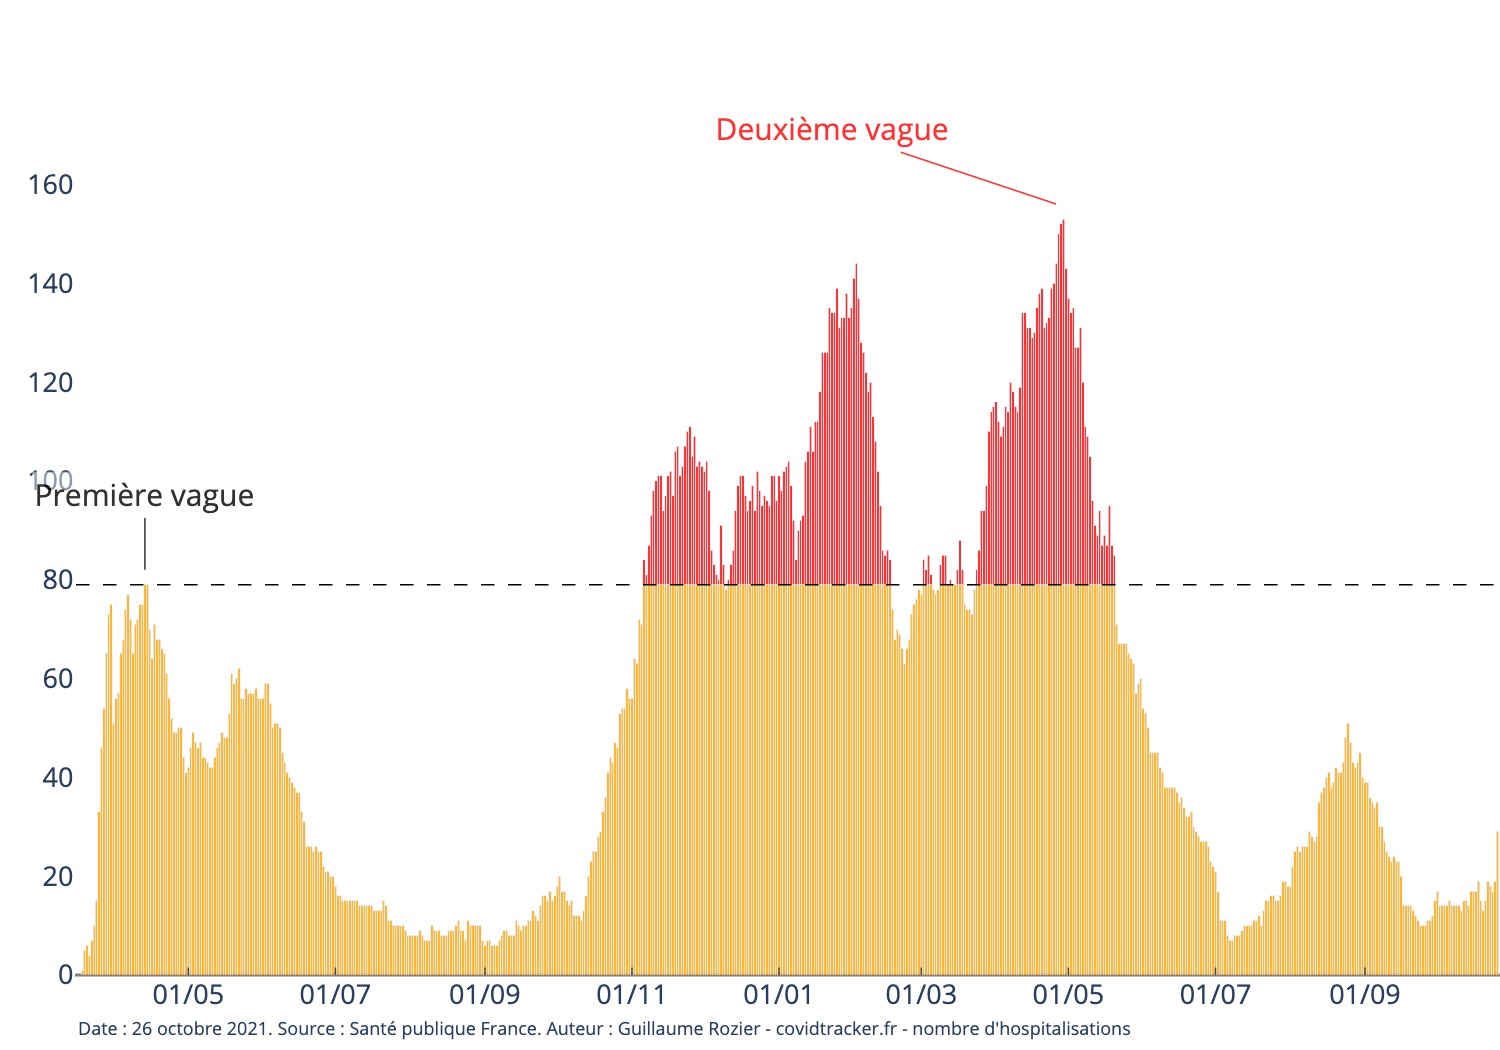 Deuxième vague
160
140
120
100
Première vague
80
60
40
20
0
01/05 01/07 01/09 01/11 01/01 01/03 01/05 01/07 01/09
Date : 26 octobre 2021. Source : Santé publique France. Auteur : Guillaume Rozier - covidtracker.fr - nombre d'hospitalisations